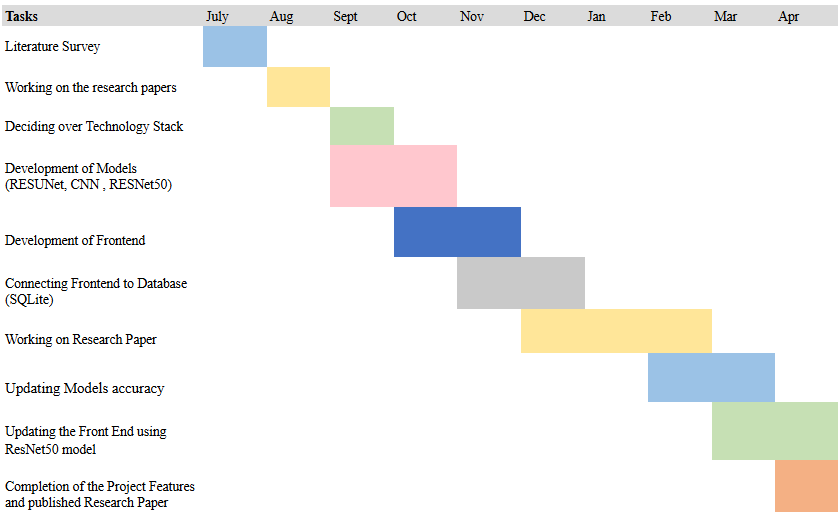 Tasks July Aug Sept Oct Nov Dec Jan Feb Mar Apr
Literature Survey
Working on the research papers
Deciding over Technology Stack
Development of Models
(RESUNet, CNN , RESNet50)
Development of Frontend
Connecting Frontend to Database
(SQLite)
Working on Research Paper
Updating Models accuracy
Updating the Front End using
ResNet50 model
Completion of the Project Features
and published Research Paper